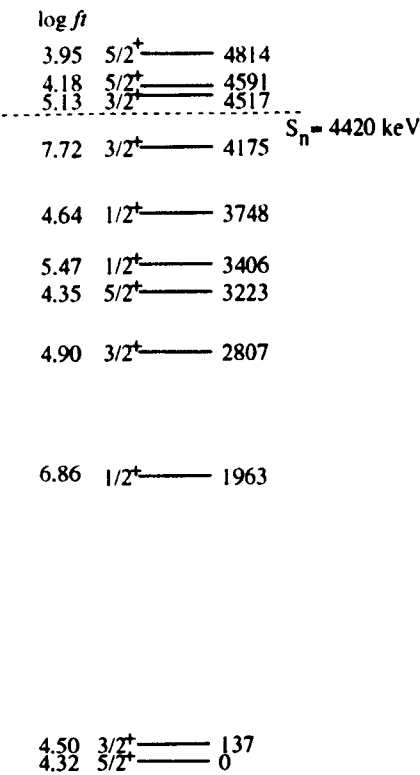 log ft
3.95 5/2+ 4814
4.18 5/2+ 4591
5.13 3/2+ 4517
Sn= 4420 keV
7.72 3/2+ 4175
4.64 1/2+ 3748
5.47 1/2+ 3406
4.35 5/2+ 3223
4.90 3/2+ 2807
6.86 1/2+ 1963
4.50 3/2+ 137
4.32 5/2+ 0